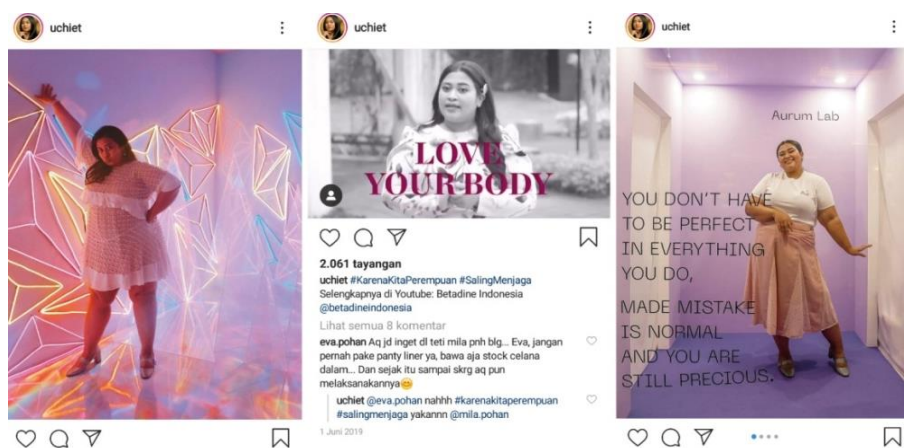 uchiet
uchiet
LOVE
YOUR BODY
2.061 tayangan
uchiet #KarenaKitaPerempuan #SalingMenjaga
Selengkapnya di Youtube: Betadine Indonesia
@betadineindonesia
Lihat semua 8 komentar
eva.pohan Aq jd inget dl teti mila pnh blg... Eva, jangan
pernah pake panty liner ya, bawa aja stock celana
dalam... Dan sejak itu sampai skrg aq pun
melaksanakannya😊
uchiet @eva.pohan nahhh #karenakitaperempuan
#salingmenjaga yakannn @mila.pohan
1 Juni 2019
uchiet
Aurum Lab
YOU DON'T HAVE
TO BE PERFECT
IN EVERYTHING
YOU DO,
MADE MISTAKE
IS NORMAL
AND YOU ARE
STILL PRECIOUS.